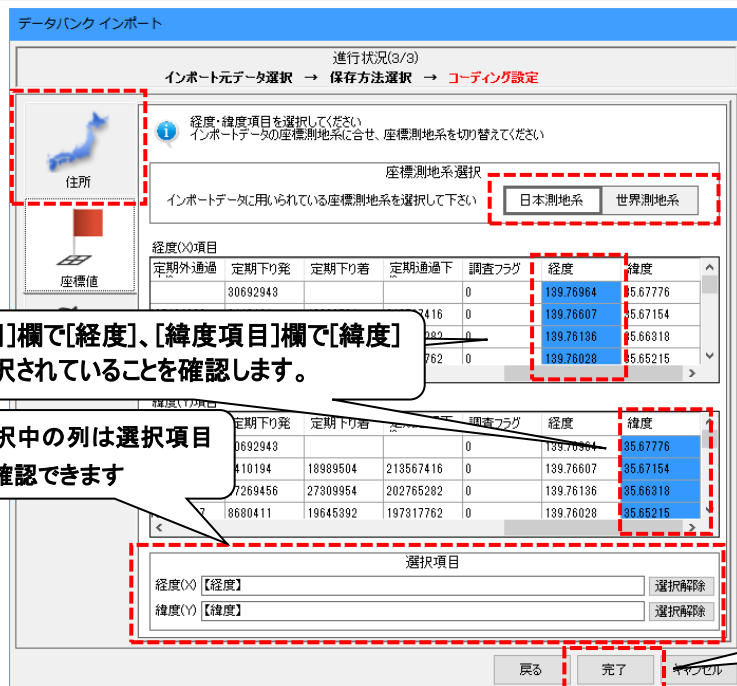 データバンク インポート
進行状況(3/3)
インポート元データ選択 → 保存方法選択 → コーディング設定
住所
座標値
経度・緯度項目を選択してください
インポートデータの座標測地系に合せ、座標測地系を切り替えてください
座標測地系選択
インポートデータに用いられている座標測地系を選択して下さい 日本測地系 世界測地系
経度(X)項目
定期外通過 定期下り発 定期下り着 定期通過下 調査フラグ 経度 緯度
30692943 0 139.76964 35.67776
7416 0 139.76607 35.67154
0 139.76136 35.66318
762 0 139.76028 35.65215
]欄で[経度]、[緯度項目]欄で[緯度]
択されていることを確認します。
緯度(Y)項目
定期下り発 定期下り着 定期通過下 調査フラグ 経度 緯度
0692943 0 139.76964 35.67776
410194 18989504 213567416 0 139.76607 35.67154
7269456 27309954 202765282 0 139.76136 35.66318
7 8680411 19645392 197317762 0 139.76028 35.65215
択中の列は選択項目
確認できます
選択項目
経度(X) 【経度】 選択解除
緯度(Y) 【緯度】 選択解除
戻る 完了 キャンセル